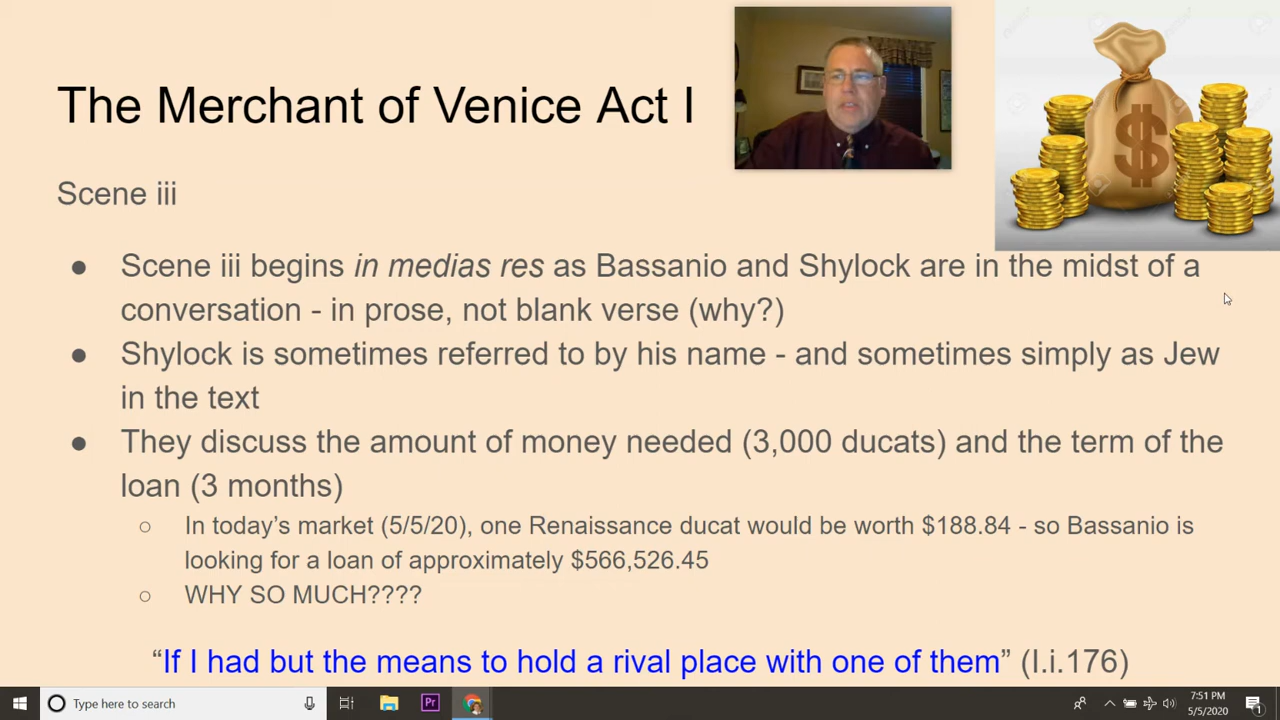 The Merchant of Venice Act I
$
Scene iii
● Scene iii begins in medias res as Bassanio and Shylock are in the midst of a
conversation - in prose, not blank verse (why?)
● Shylock is sometimes referred to by his name - and sometimes simply as Jew
in the text
● They discuss the amount of money needed (3,000 ducats) and the term of the
loan (3 months)
○ In today's market (5/5/20), one Renaissance ducat would be worth $188.84 - so Bassanio is
looking for a loan of approximately $566,526.45
○ WHY SO MUCH????
“If I had but the means to hold a rival place with one of them” (I.i.176)
Type here to search
Pr
7:51 PM
5/5/2020
1